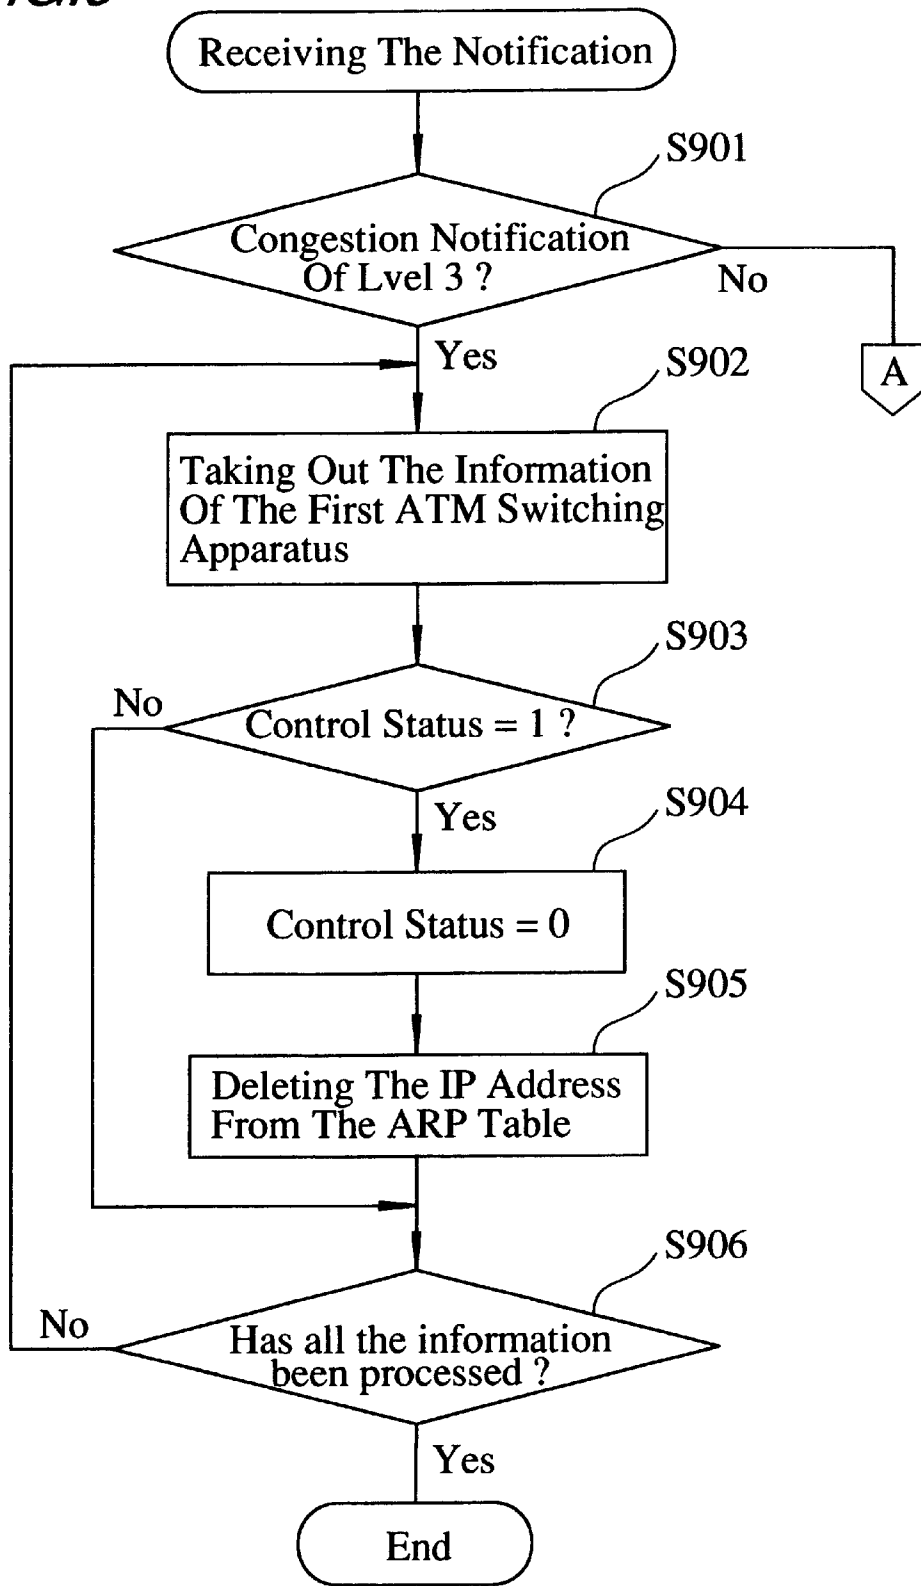 Receiving The Notification
S901
Congestion Notification
Of Lvel 3 ?
No
A
Yes
S902
Taking Out The Information
Of The First ATM Switching
Apparatus
S903
No
Control Status = 1 ?
Yes
S904
Control Status = 0
S905
Deleting The IP Address
From The ARP Table
S906
No
Has all the information
been processed ?
Yes
End